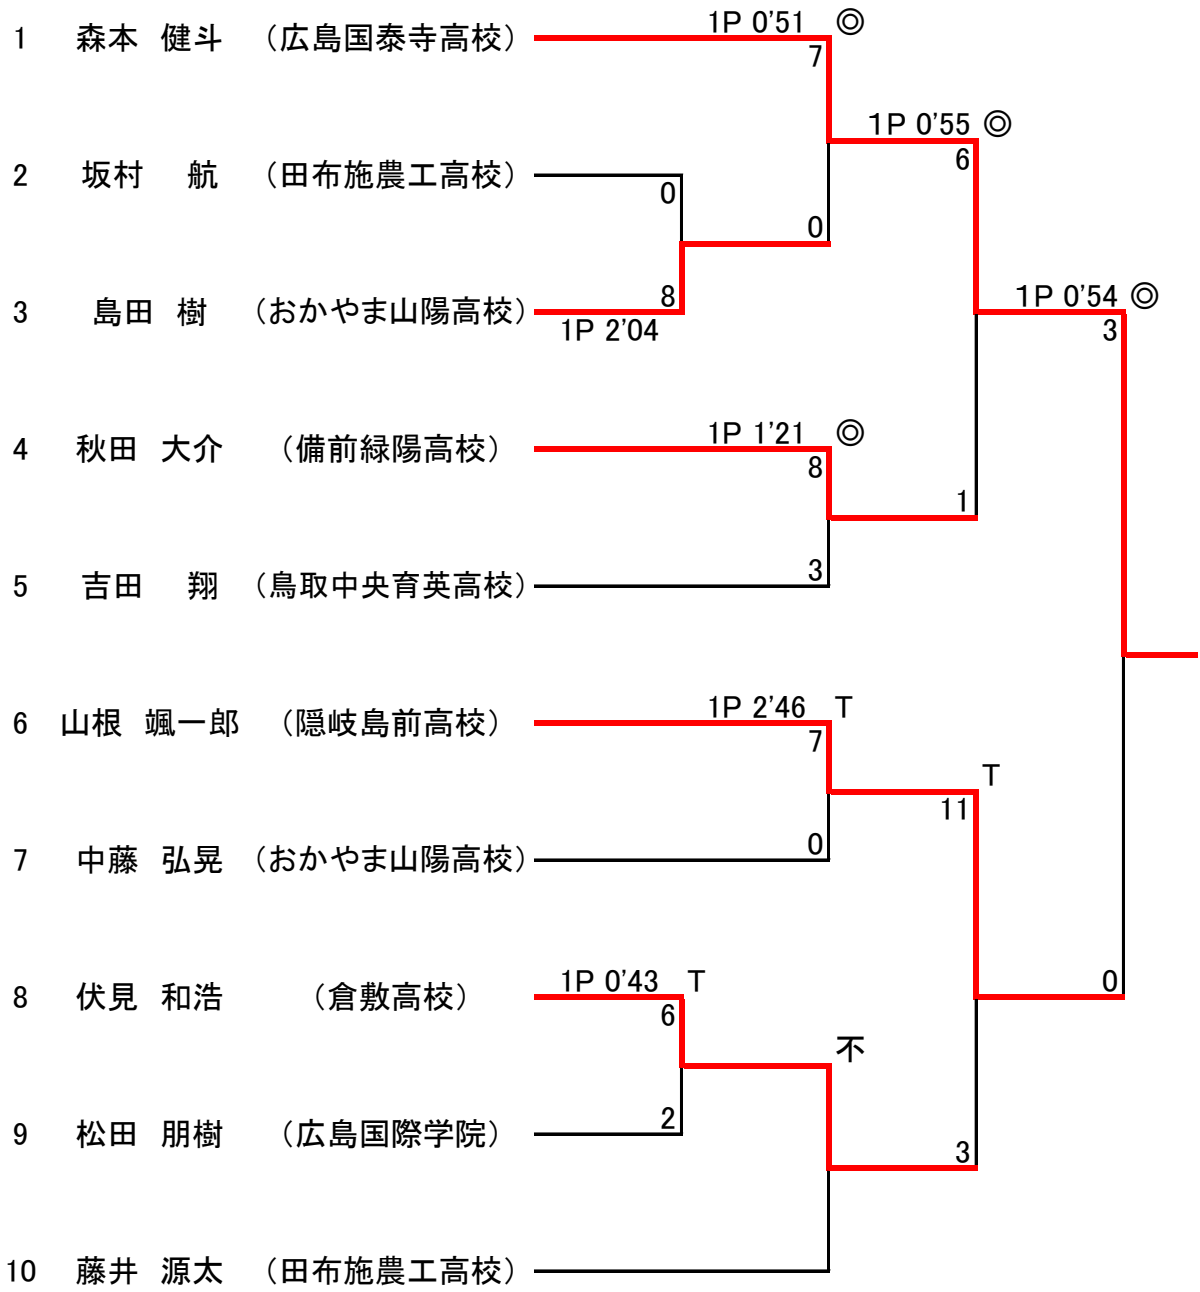 1P 0'51 ◎
1 森本 健斗 (広島国泰寺高校)
7
1P 0'55 ◎
6
2 坂村 航 (田布施農工高校)
0
0
8
1P 0'54 ◎
3 島田 樹 (おかやま山陽高校)
1P 2'04
3
1P 1'21 ◎
4 秋田 大介 (備前緑陽高校)
8
1
3
5 吉田 翔 (鳥取中央育英高校)
1P 2'46 T
6 山根 颯一郎 (隠岐島前高校)
7
T
11
0
7 中藤 弘晃 (おかやま山陽高校)
1P 0'43 T
0
8 伏見 和浩 (倉敷高校)
6
不
2
9 松田 朋樹 (広島国際学院)
3
10 藤井 源太 (田布施農工高校)